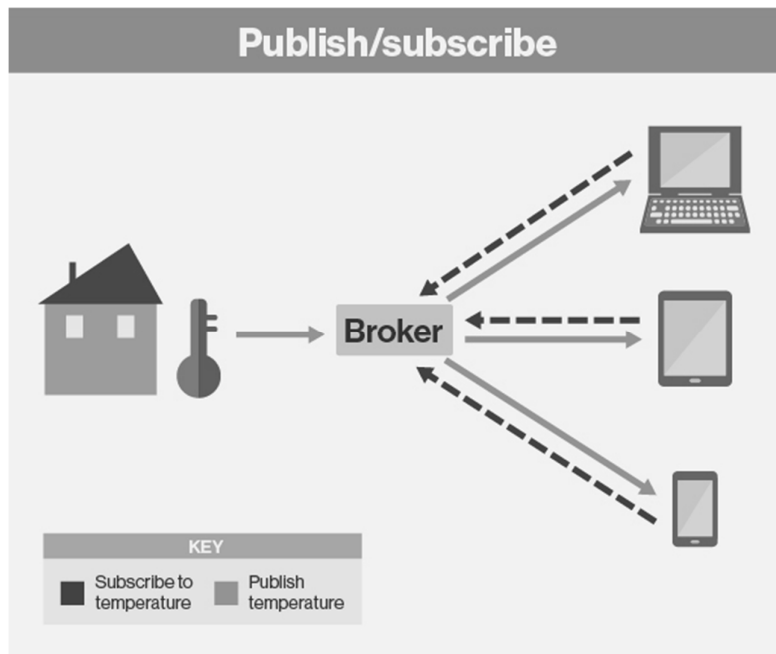 Publish/subscribe
Broker
KEY
Subscribe to
temperature
Publish
temperature